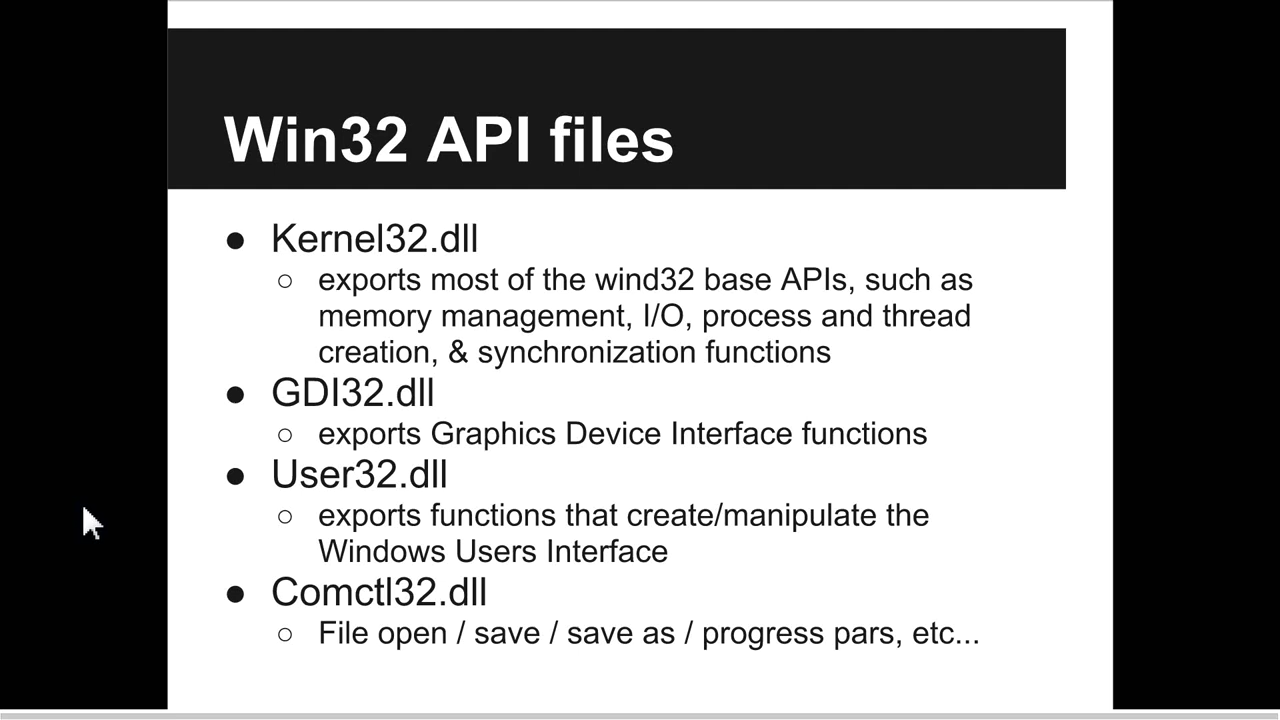 Win32 API files
● Kernel32.dll
○ exports most of the wind32 base APIs, such as
memory management, I/O, process and thread
creation, & synchronization functions
● GDI32.dll
○ exports Graphics Device Interface functions
● User32.dll
○ exports functions that create/manipulate the
Windows Users Interface
● Comctl32.dll
○ File open / save / save as / progress pars, etc...